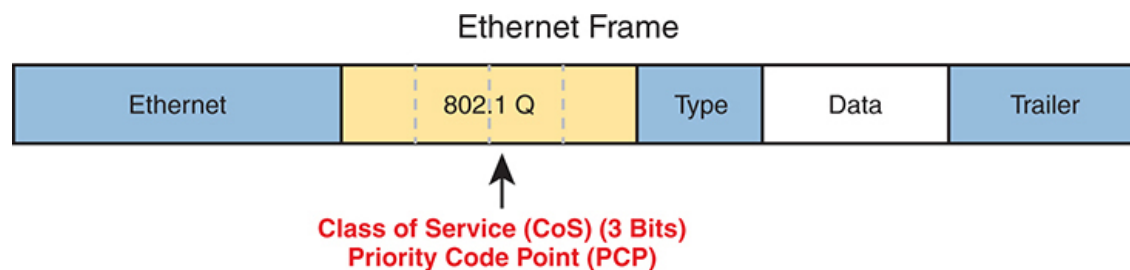 Ethernet Frame
Ethernet 802.1 Q Type Data Trailer
Class of Service (CoS) (3 Bits)
Priority Code Point (PCP)